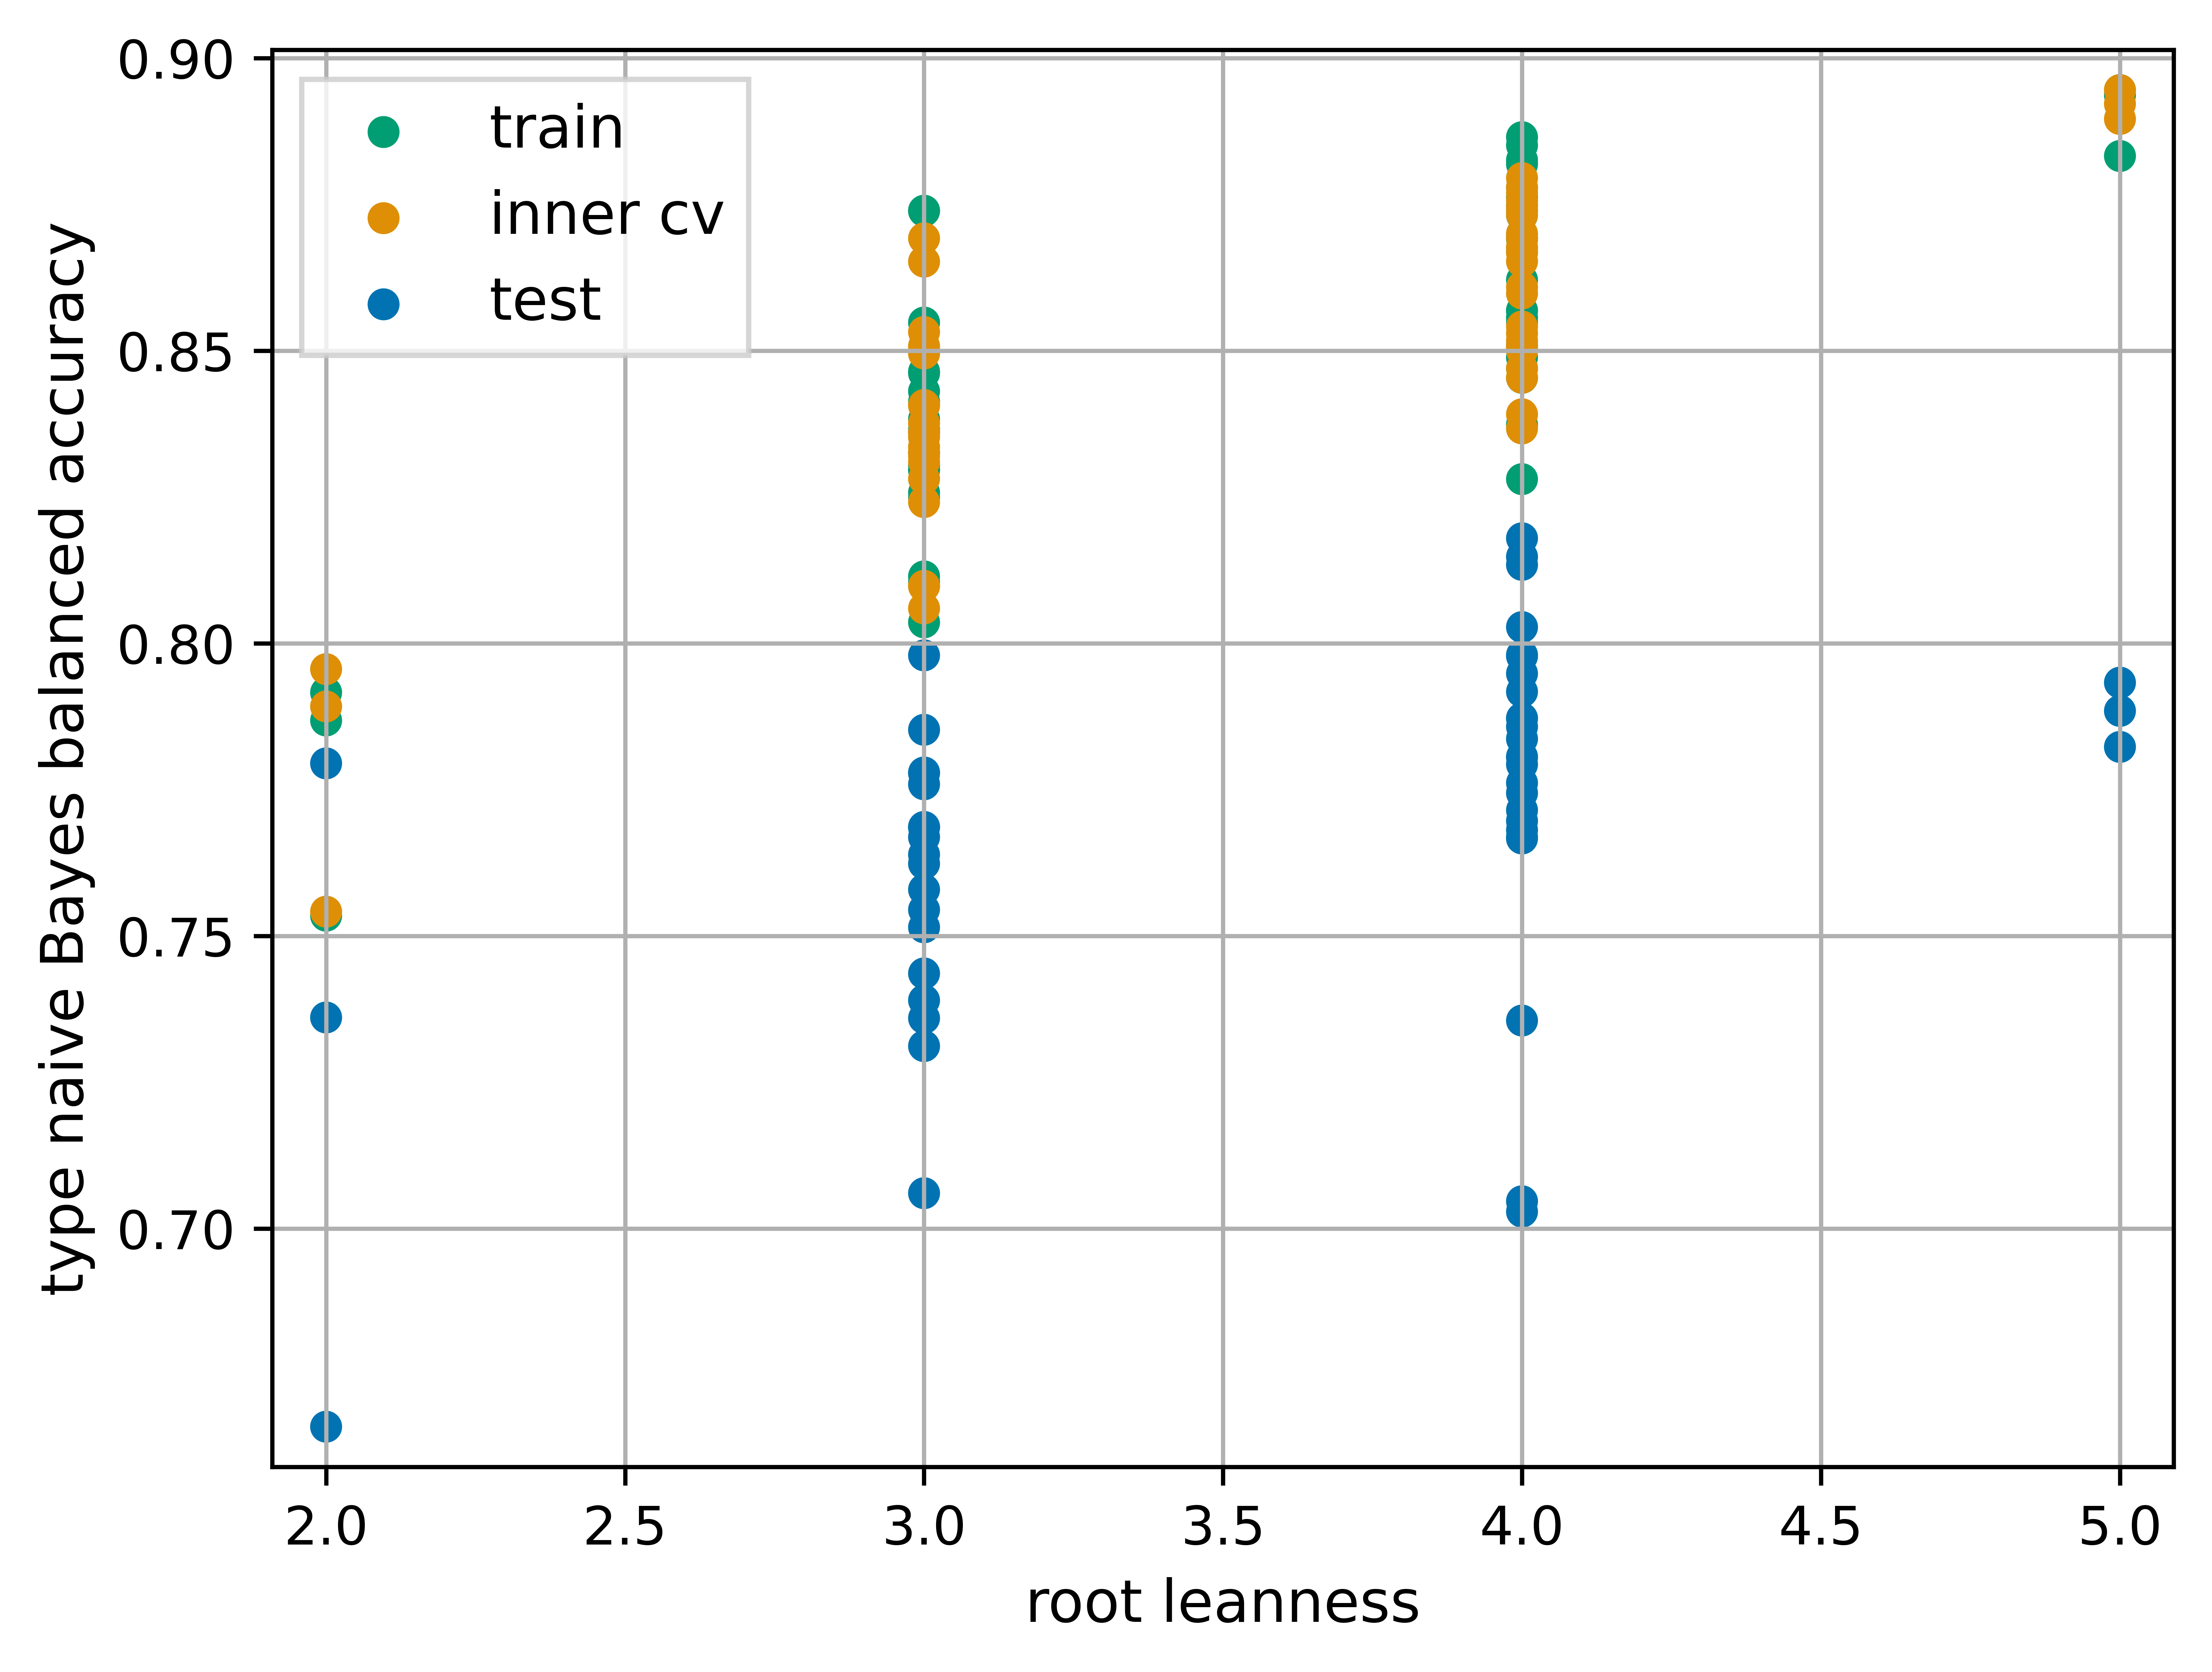 type naive Bayes balanced accuracy
0.90
0.85
0.80
0.75
0.70
train
inner cv
test
2.0 2.5 3.0 3.5 4.0 4.5 5.0
root leanness